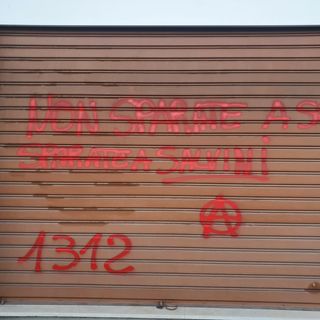 NON SPARATE A S
SPARATE A SALVINI
A
1312